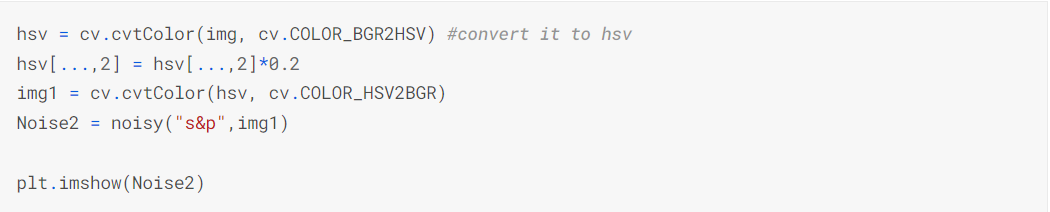 hsv = cv.cvtColor(img, cv.COLOR_BGR2HSV) #convert it to hsv
hsv[...,2] = hsv[...,2]*0.2
img1 = cv.cvtColor(hsv, cv.COLOR_HSV2BGR)
Noise2 = noisy("s&p",img1)
plt.imshow(Noise2)